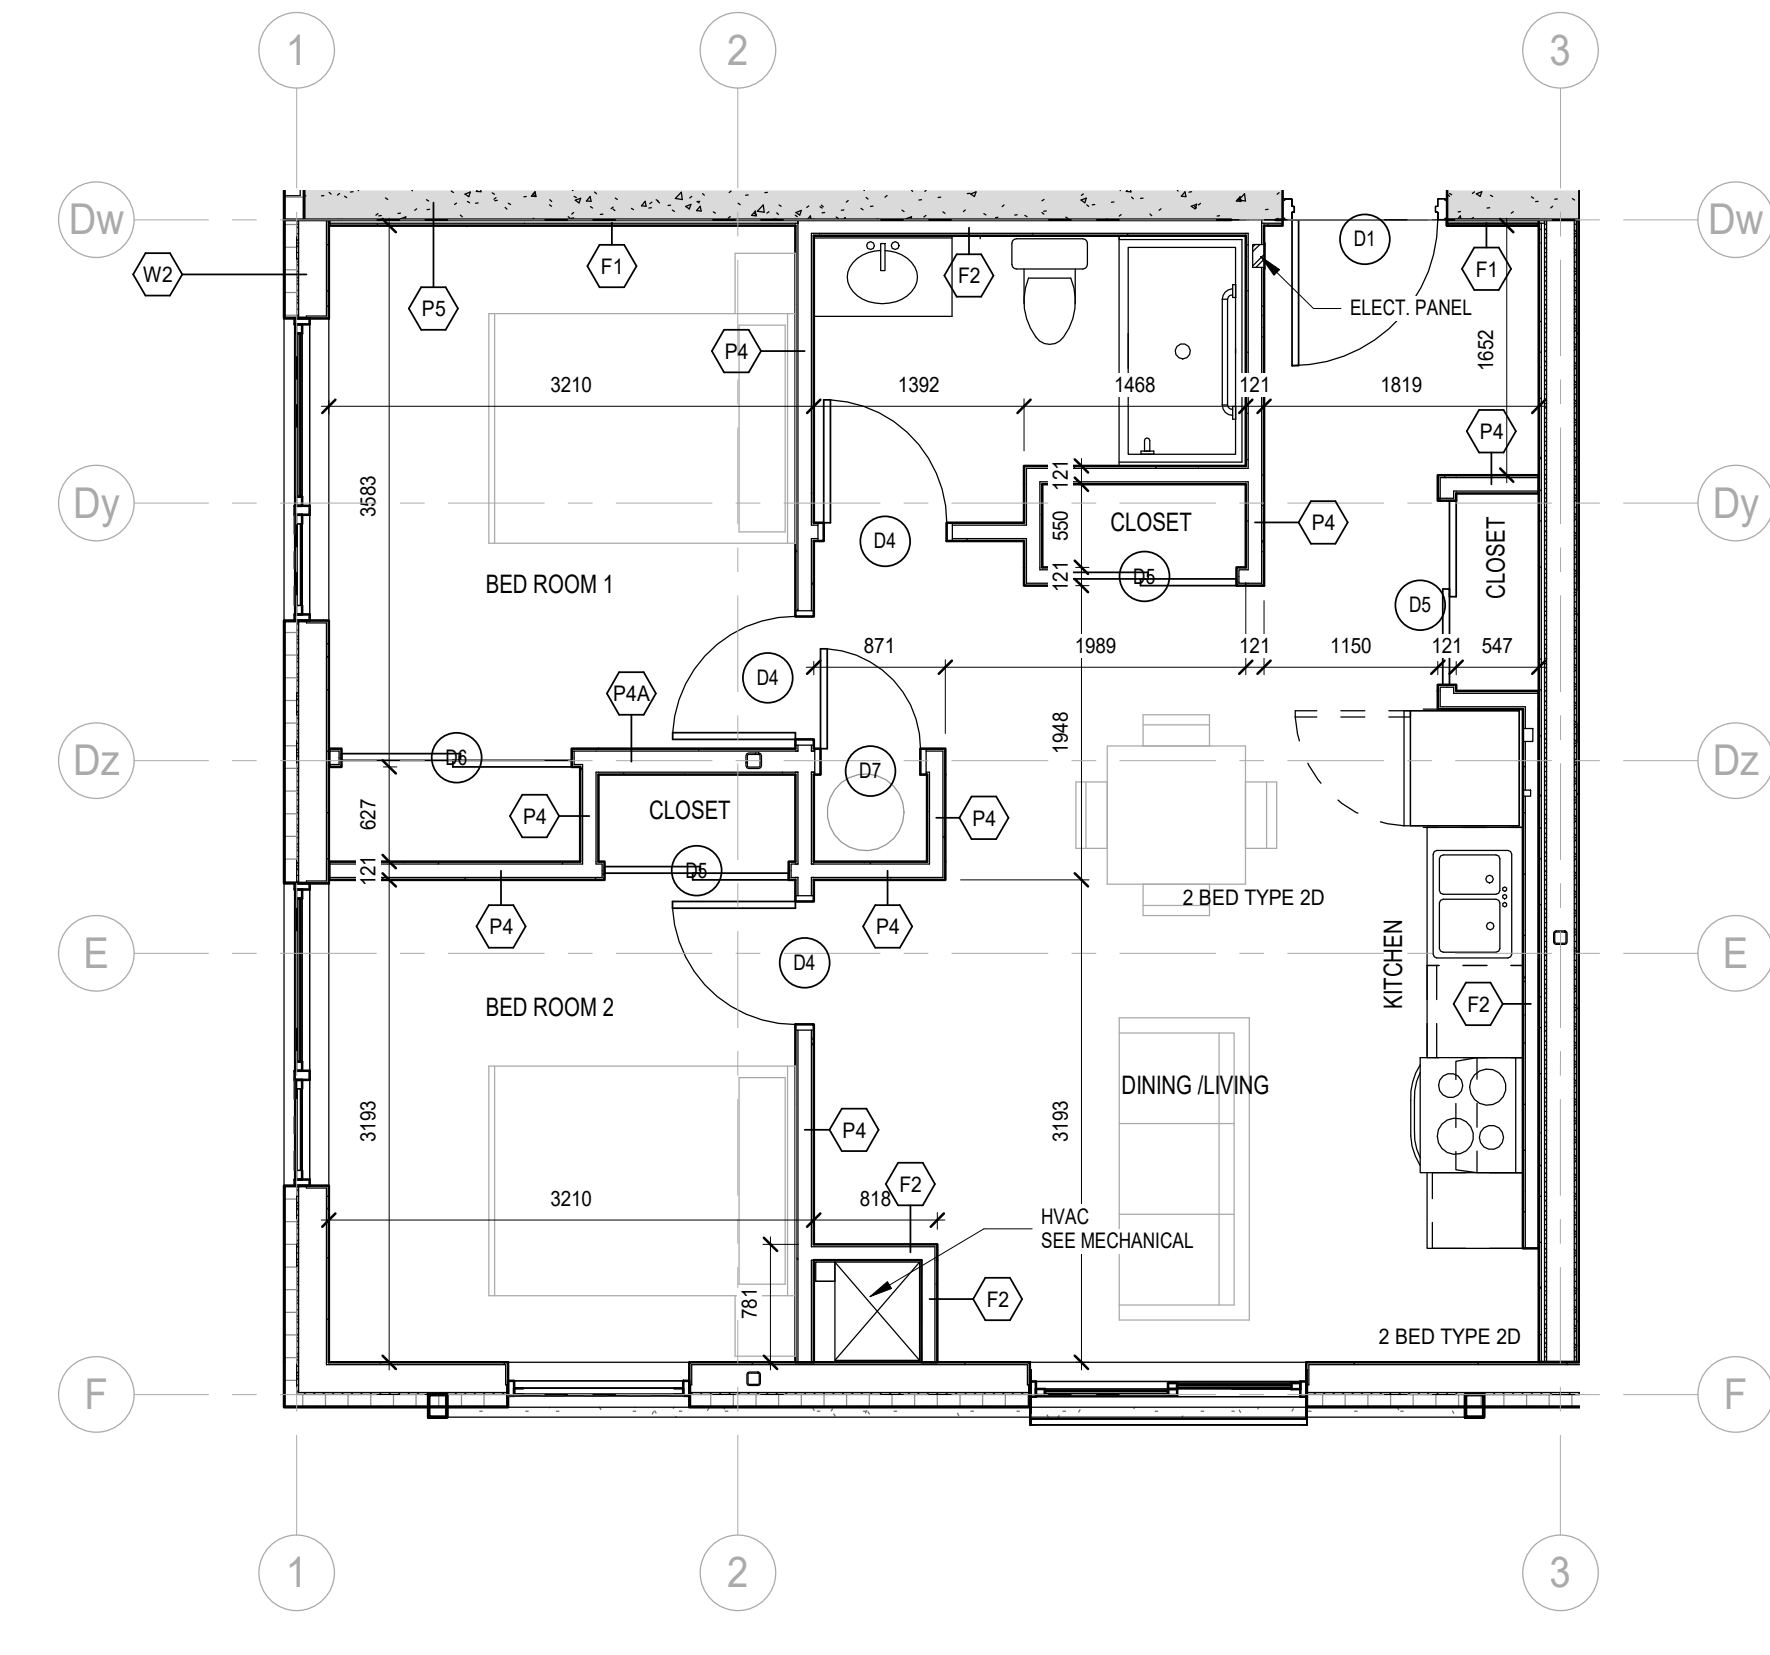 1
2
3
Dw
Dw
W2
P5
F1
F2
D1
F1
ELECT. PANEL
P4
1652
3210
1392
1468
121
1819
P4
Dy
3583
121
550
121
CLOSET
P4
D4
D5
CLOSET
Dy
BED ROOM 1
D5
871
1989
121
1150
121
547
D4
P4A
1948
Dz
D6
D7
Dz
627
P4
CLOSET
P4
121
D5
2 BED TYPE 2D
P4
P4
KITCHEN
E
D4
E
BED ROOM 2
F2
DINING /LIVING
3193
P4
3193
3210
818
F2
HVAC
SEE MECHANICAL
781
F2
2 BED TYPE 2D
F
F
1
2
3